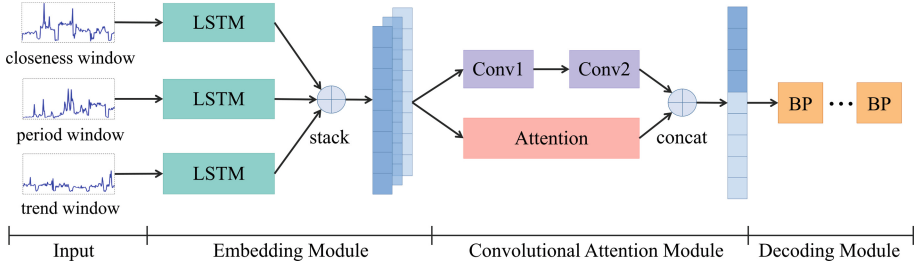 closeness window
period window
trend window
LSTM
LSTM
LSTM
stack
Conv1
Conv2
Attention
concat
BP
BP
Input
Embedding Module
Convolutional Attention Module
Decoding Module